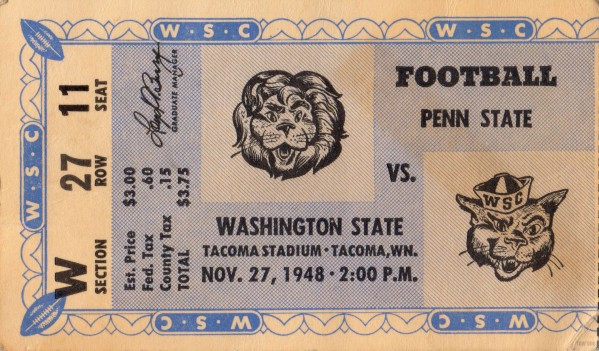 W·S·C
W·S·C
FOOTBALL
PENN STATE
VS.
WSC
WASHINGTON STATE
TACOMA STADIUM · TACOMA, WN.
NOV. 27, 1948 · 2:00 P.M.
GRADUATE MANAGER
11 SEAT
27 ROW
W SECTION
Est. Price $3.00
Fed. Tax .60
County Tax .15
TOTAL $3.75
W·S·C
W·S·C
W·S·C